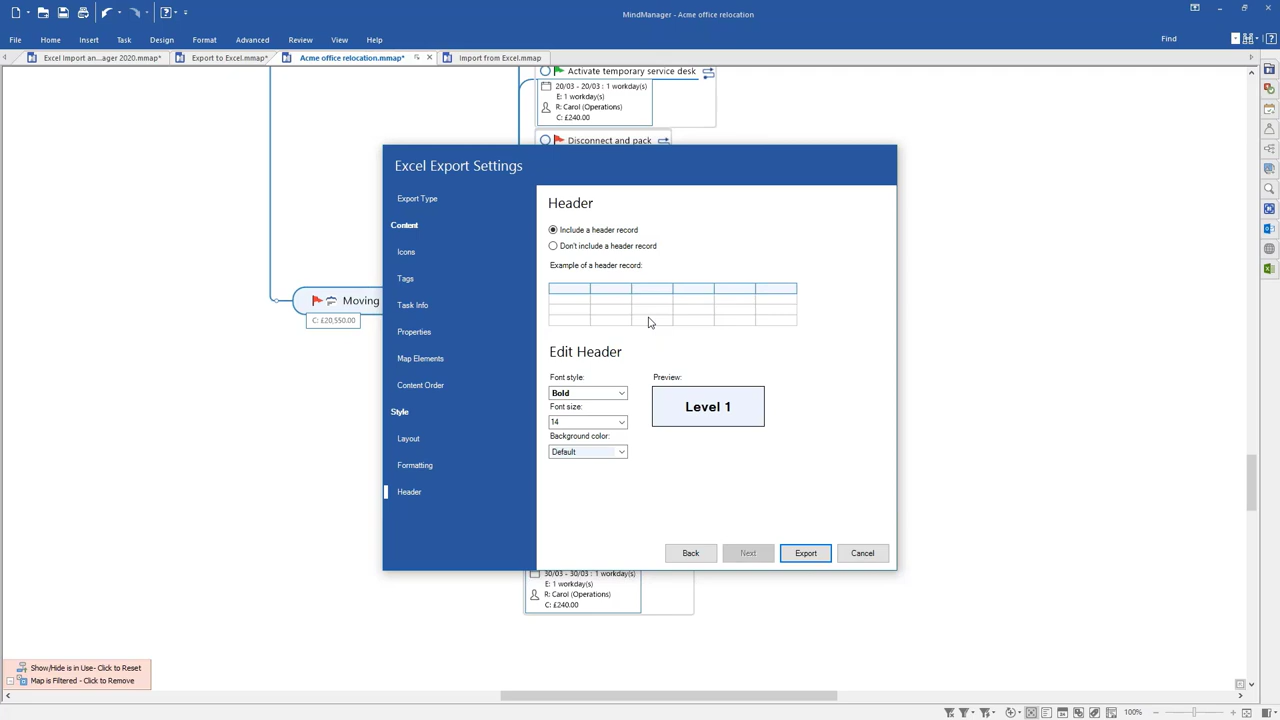 MindManager - Acme office relocation
File
Home
Insert
Task
Design
Format
Advanced
Review
View
Help
Find
Excel Import an...ager 2020.mmap*
Export to Excel.mmap*
Acme office relocation.mmap*
Import from Excel.mmap
Activate temporary service desk
20/03 - 20/03 : 1 workday(s)
E: 1 workday(s)
R: Carol (Operations)
C: £240.00
Disconnect and pack
Moving
C: £20,550.00
Excel Export Settings
Export Type
Content
Icons
Tags
Task Info
Properties
Map Elements
Content Order
Style
Layout
Formatting
Header
Header
Include a header record
Don't include a header record
Example of a header record:
Edit Header
Font style:
Bold
Font size:
14
Background color:
Default
Preview:
Level 1
Back
Next
Export
Cancel
30/03 - 30/03 : 1 workday(s)
E: 1 workday(s)
R: Carol (Operations)
C: £240.00
Show/Hide is in Use- Click to Reset
Map is Filtered - Click to Remove
100%